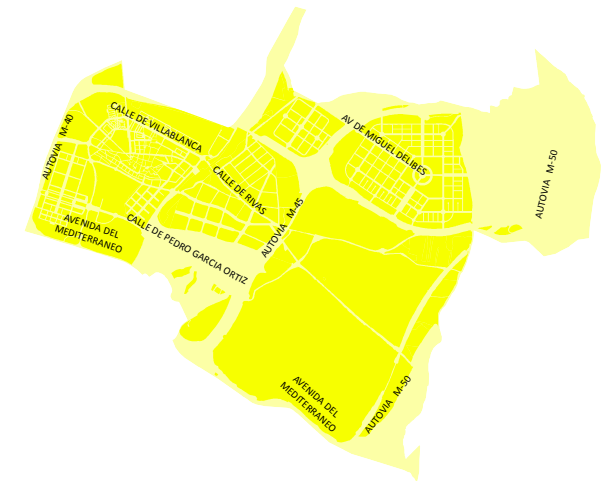 CALLE DE VILLABLANCA
AV DE MIGUEL DELIBES
AUTOVIA M-40
AUTOVIA M-50
CALLE DE RIVAS
AVENIDA DEL
MEDITERRANEO
CALLE DE PEDRO GARCIA ORTIZ
AUTOVIA M-45
AVENIDA DEL
MEDITERRANEO
AUTOVIA M-50